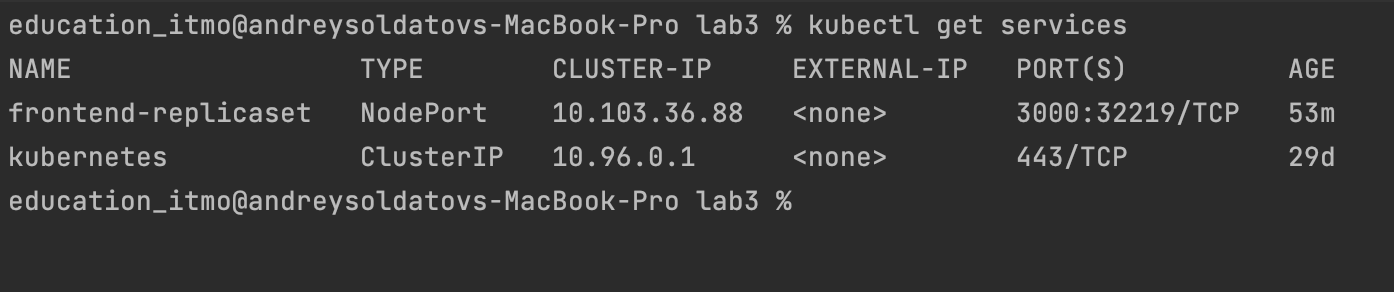 education_itmo@andreysoldatovs-MacBook-Pro lab3 % kubectl get services
NAME                  TYPE        CLUSTER-IP     EXTERNAL-IP   PORT(S)          AGE
frontend-replicaset   NodePort    10.103.36.88   <none>        3000:32219/TCP   53m
kubernetes            ClusterIP   10.96.0.1      <none>        443/TCP          29d
education_itmo@andreysoldatovs-MacBook-Pro lab3 %